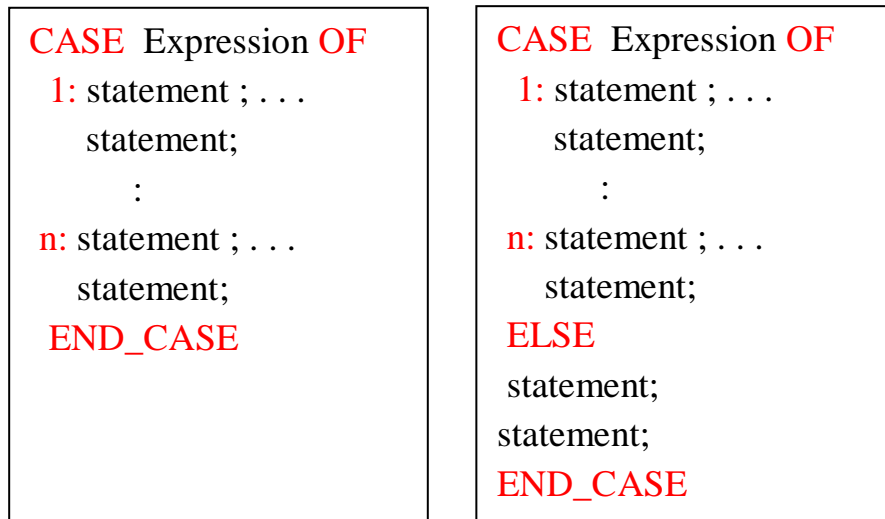 CASE Expression OF
1: statement ; . . .
statement;
:
n: statement ; . . .
statement;
END_CASE
CASE Expression OF
1: statement ; . . .
statement;
:
n: statement ; . . .
statement;
ELSE
statement;
statement;
END_CASE